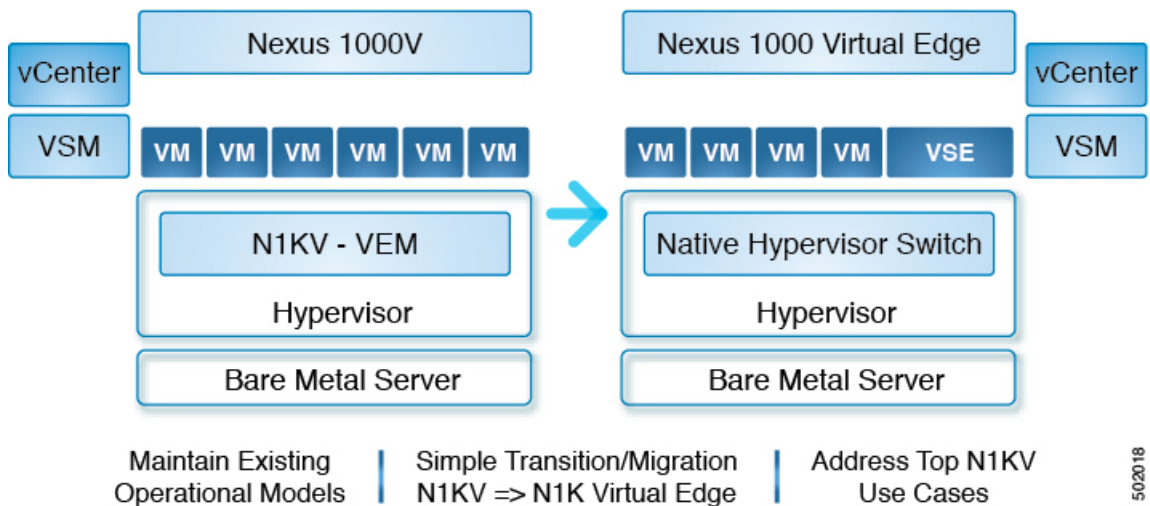 Nexus 1000V
vCenter
VSM
VM VM VM VM VM VM
N1KV - VEM
Hypervisor
Bare Metal Server
Nexus 1000 Virtual Edge
vCenter
VSM
VM VM VM VM VSE
Native Hypervisor Switch
Hypervisor
Bare Metal Server
Maintain Existing
Operational Models
Simple Transition/Migration
N1KV => N1K Virtual Edge
Address Top N1KV
Use Cases
502018